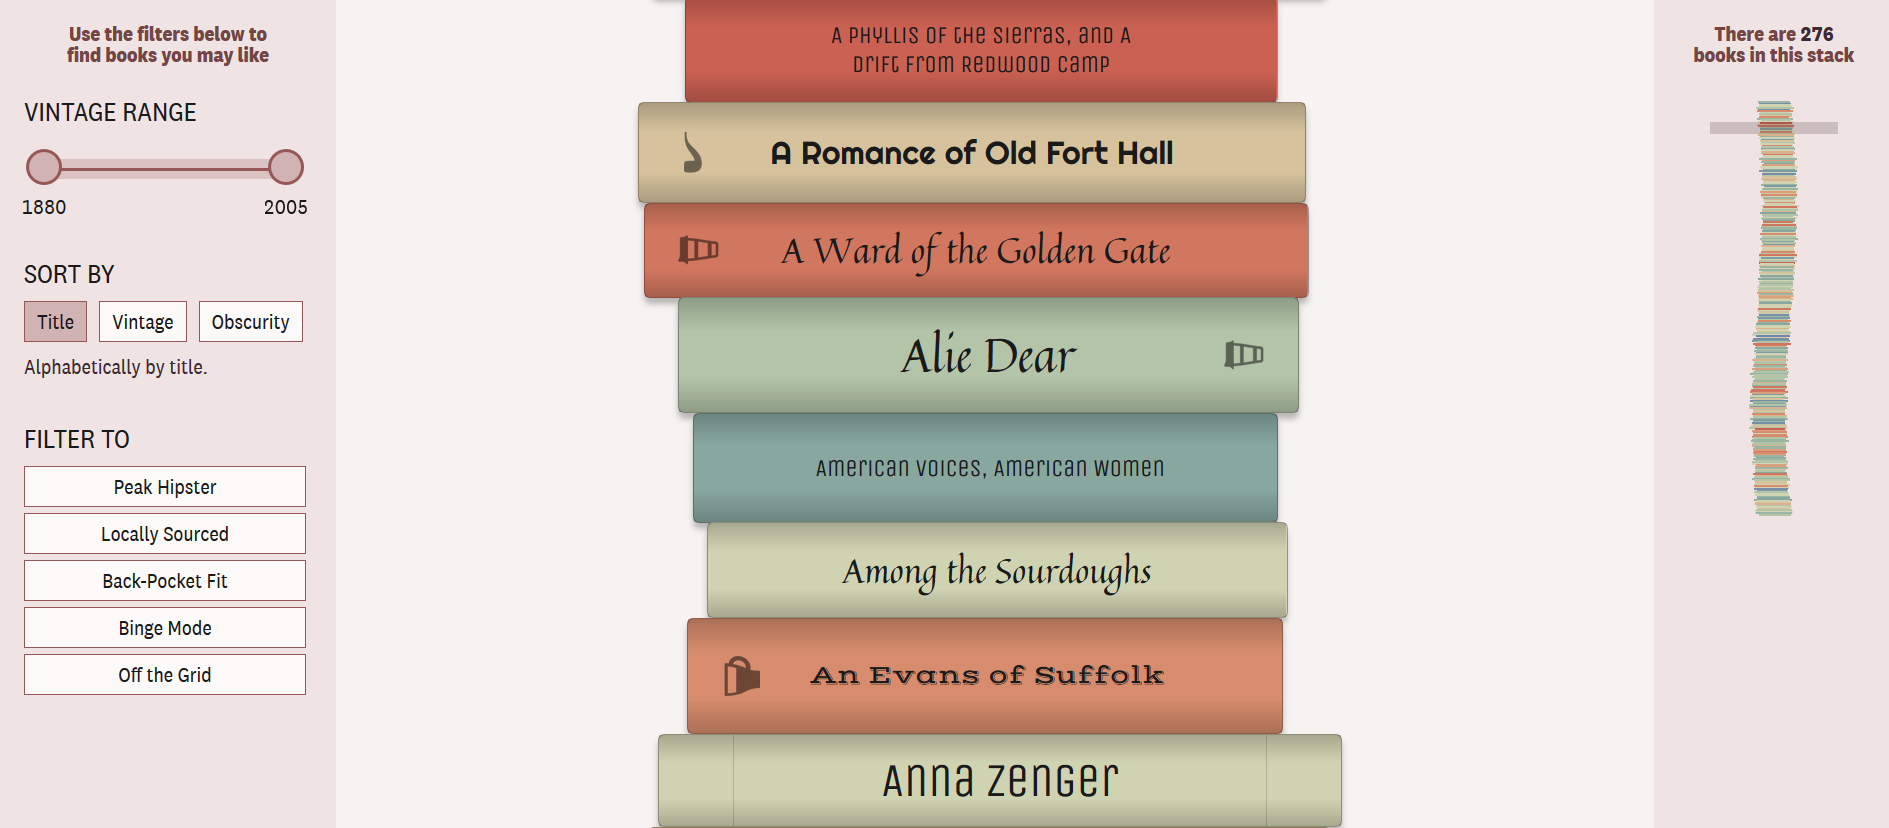 Use the filters below to
find books you may like
VINTAGE RANGE
1880 2005
SORT BY
Title Vintage Obscurity
Alphabetically by title.
FILTER TO
Peak Hipster
Locally Sourced
Back-Pocket Fit
Binge Mode
Off the Grid
A Phyllis of the Sierras, and A
Drift from Redwood Camp
A Romance of Old Fort Hall
A Ward of the Golden Gate
Alie Dear
American Voices, American Women
Among the Sourdoughs
An Evans of Suffolk
Anna Zenger
There are 276
books in this stack